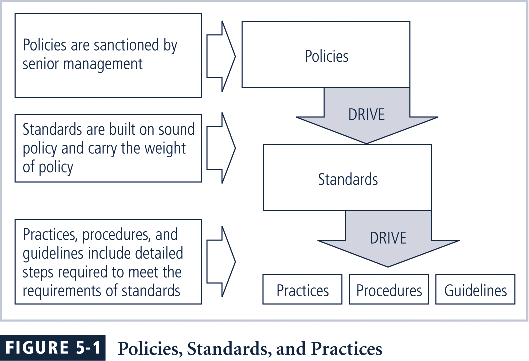 Policies are sanctioned by
senior management
Policies
DRIVE
Standards are built on sound
policy and carry the weight
of policy
Standards
DRIVE
Practices, procedures, and
guidelines include detailed
steps required to meet the
requirements of standards
Practices
Procedures
Guidelines
FIGURE 5-1 Policies, Standards, and Practices